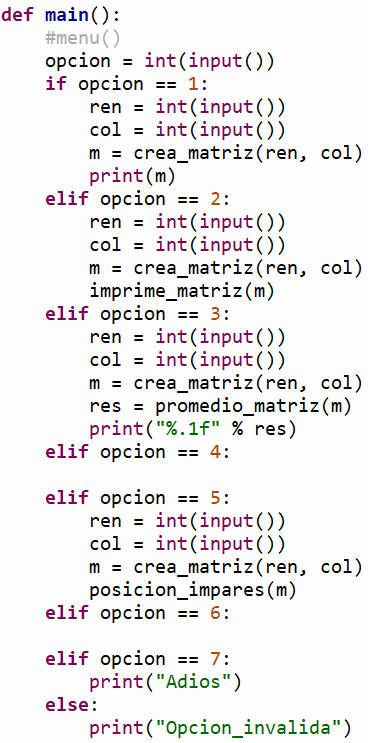 def main():
    #menu()
    opcion = int(input())
    if opcion == 1:
        ren = int(input())
        col = int(input())
        m = crea_matriz(ren, col)
        print(m)
    elif opcion == 2:
        ren = int(input())
        col = int(input())
        m = crea_matriz(ren, col)
        imprime_matriz(m)
    elif opcion == 3:
        ren = int(input())
        col = int(input())
        m = crea_matriz(ren, col)
        res = promedio_matriz(m)
        print("%.1f" % res)
    elif opcion == 4:

    elif opcion == 5:
        ren = int(input())
        col = int(input())
        m = crea_matriz(ren, col)
        posicion_impares(m)
    elif opcion == 6:

    elif opcion == 7:
        print("Adios")
    else:
        print("Opcion_invalida")